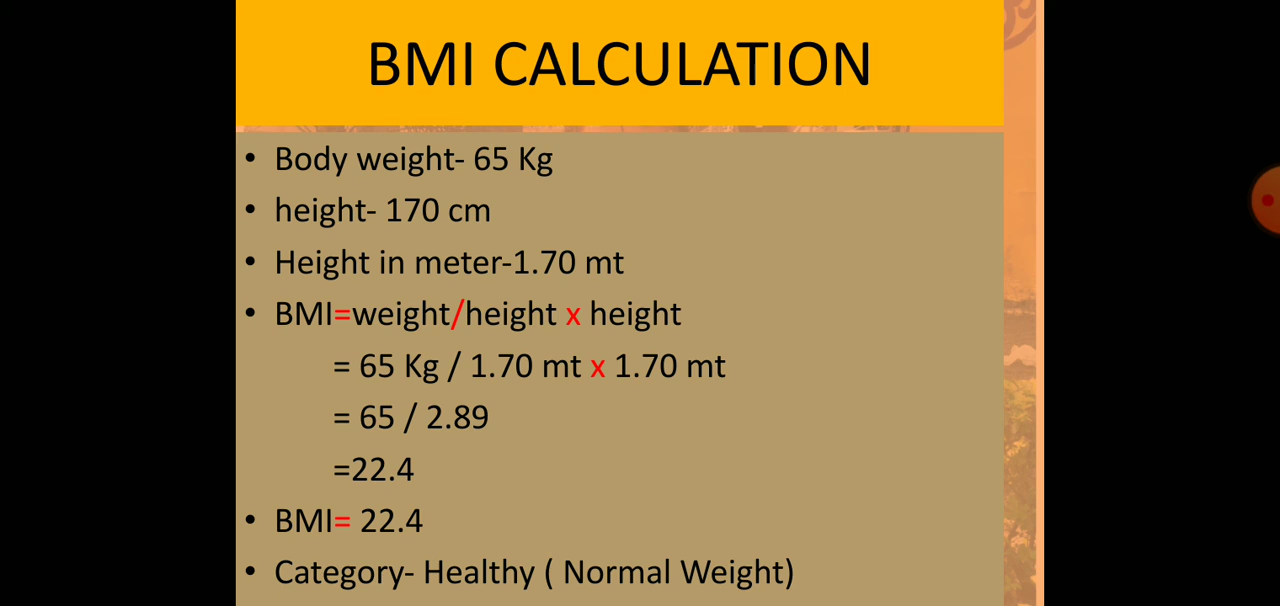 BMI CALCULATION
• Body weight- 65 Kg
• height- 170 cm
• Height in meter-1.70 mt
• BMI=weight/height x height
= 65 Kg / 1.70 mt x 1.70 mt
= 65 / 2.89
=22.4
• BMI= 22.4
• Category- Healthy ( Normal Weight)